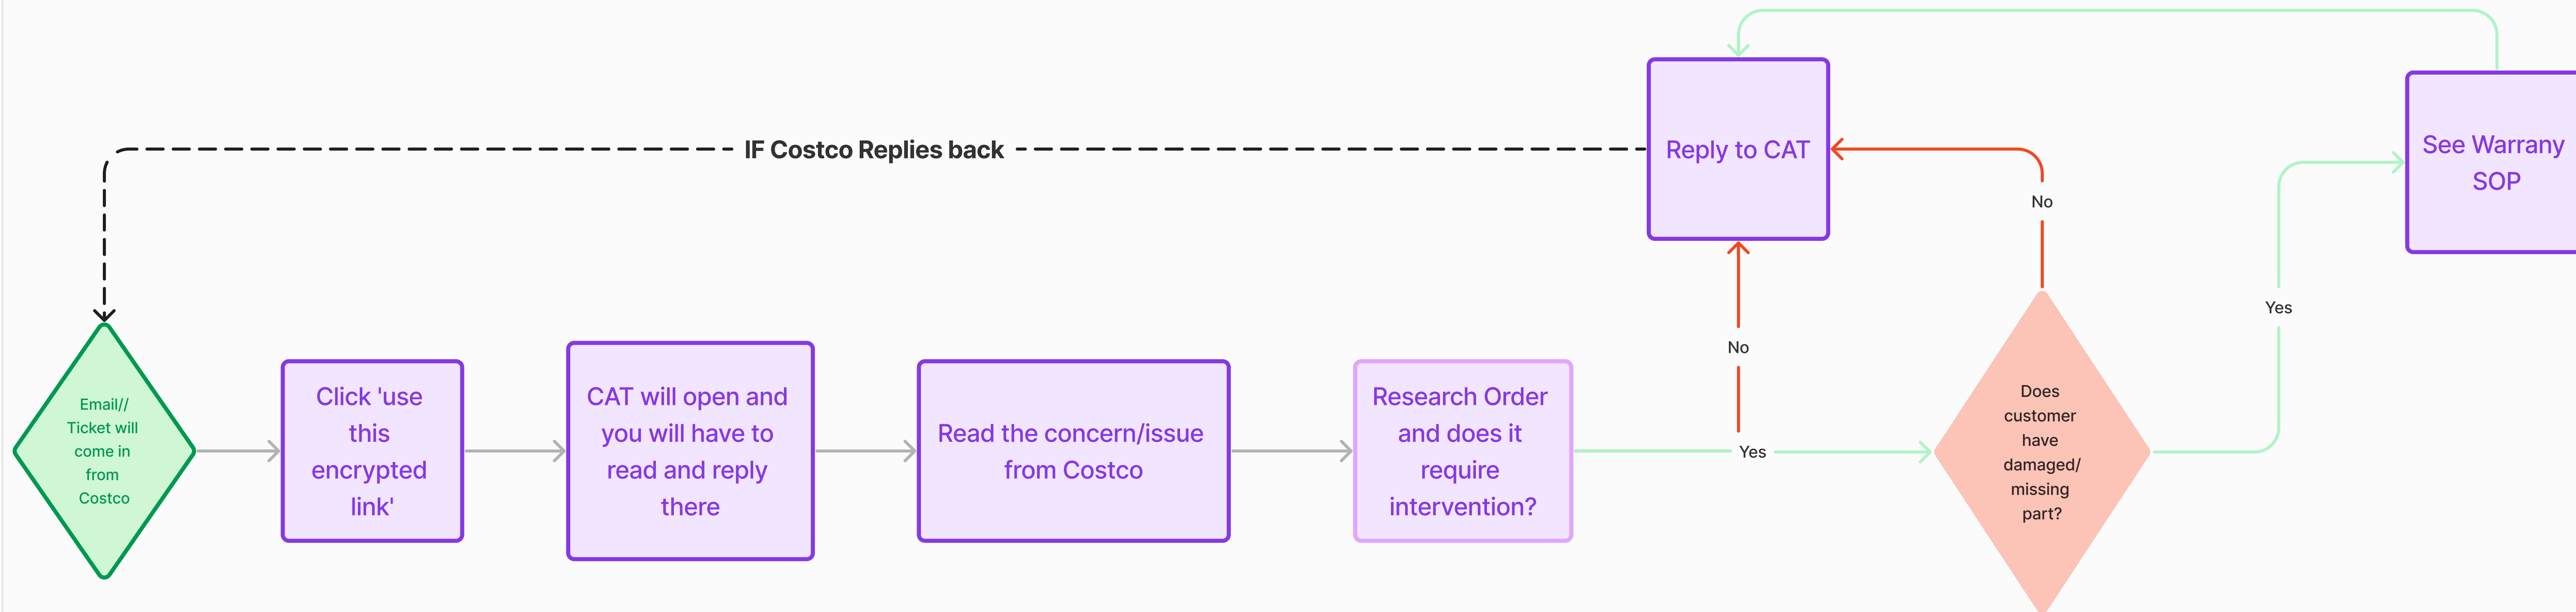 IF Costco Replies back
Reply to CAT
No
See Warrany
SOP
Yes
No
Email//
Ticket will
come in
from
Costco
Click 'use
this
encrypted
link'
CAT will open and
you will have to
read and reply
there
Read the concern/issue
from Costco
Research Order
and does it
require
intervention?
Yes
Does
customer
have
damaged/
missing
part?